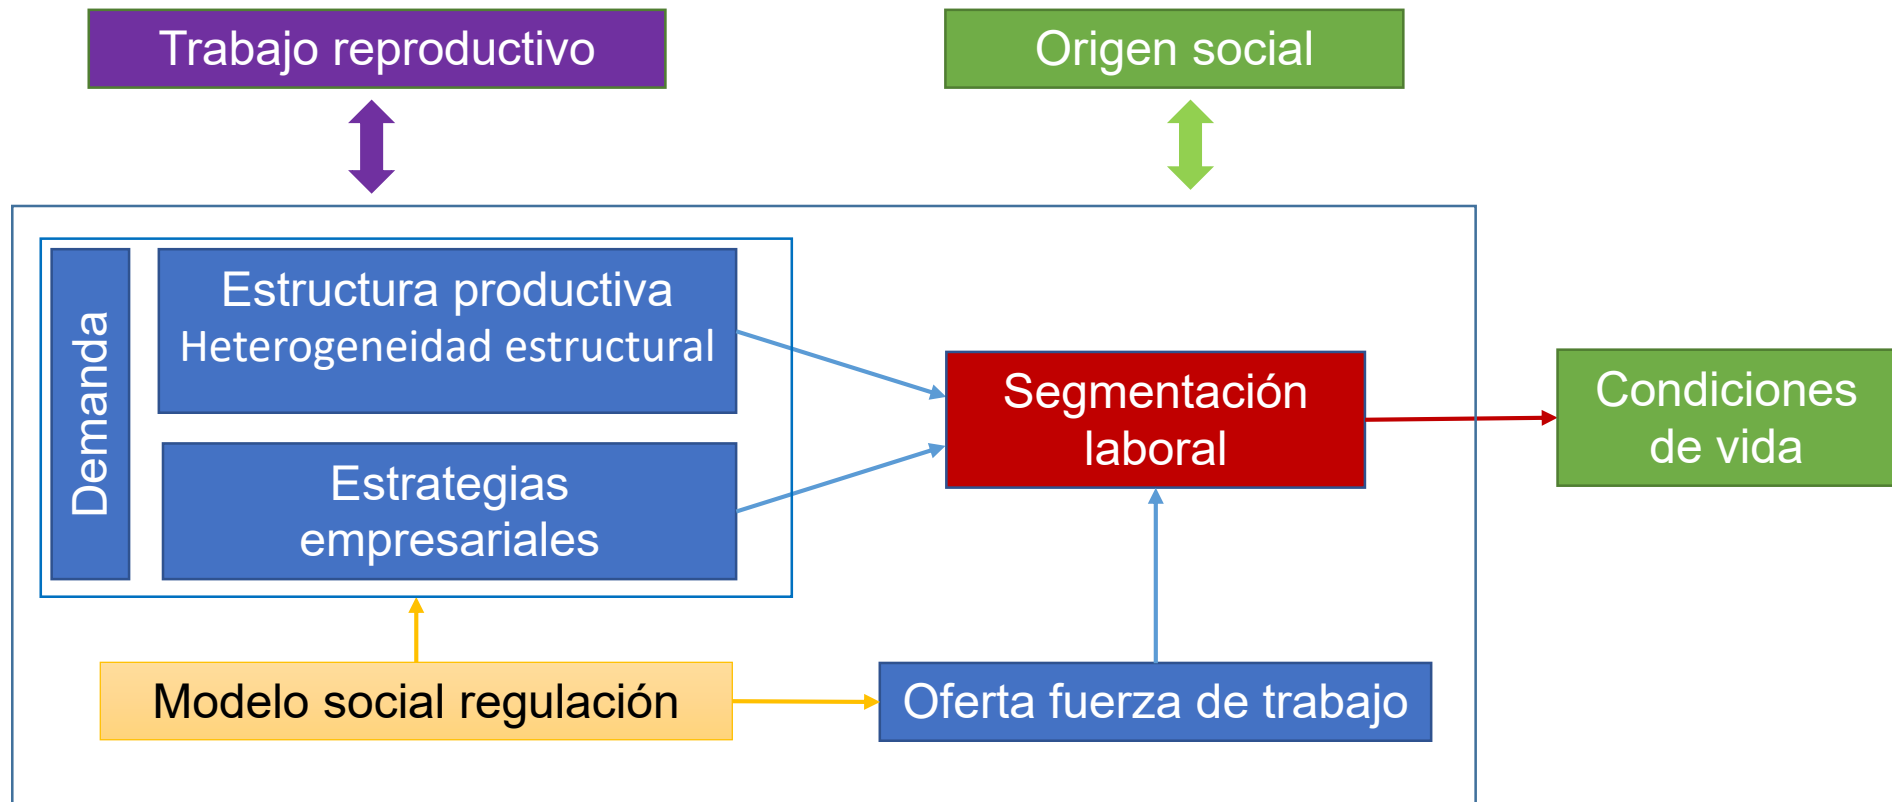 Trabajo reproductivo
Origen social
Demanda
Estructura productiva
Heterogeneidad estructural
Estrategias
empresariales
Segmentación
laboral
Condiciones
de vida
Modelo social regulación
Oferta fuerza de trabajo